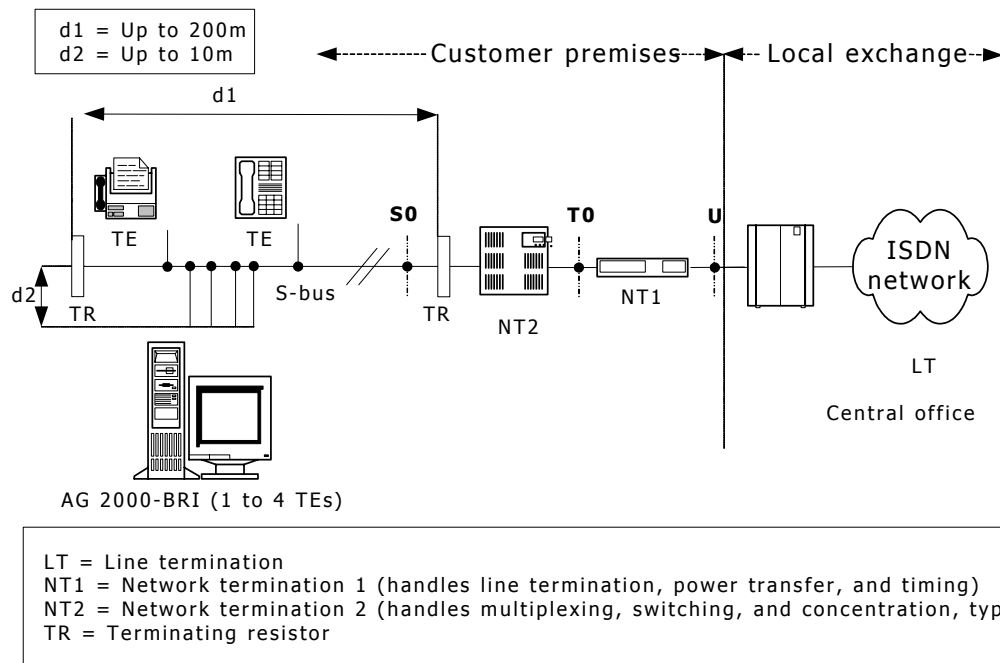 d1 = Up to 200m
d2 = Up to 10m
Customer premises
Local exchange
d1
S0
T0
U
TE
TE
ISDN
network
d2
S-bus
TR
TR
NT2
NT1
LT
Central office
AG 2000-BRI (1 to 4 TEs)
LT = Line termination
NT1 = Network termination 1 (handles line termination, power transfer, and timing)
NT2 = Network termination 2 (handles multiplexing, switching, and concentration, typ
TR = Terminating resistor